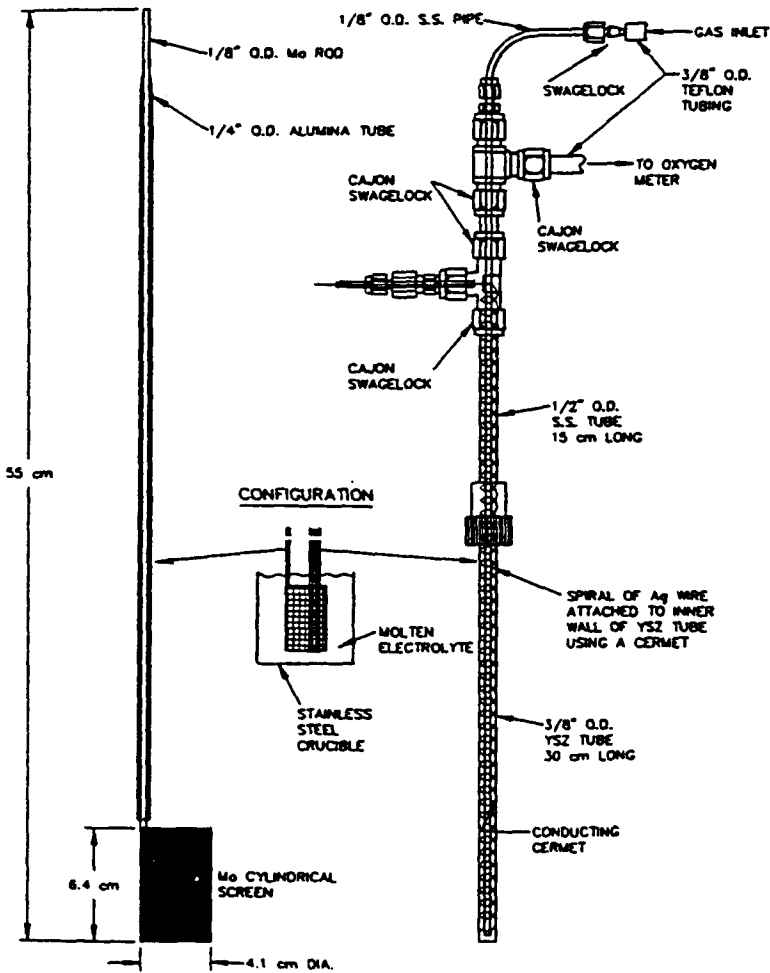 1/8" O.D. S.S. PIPE
GAS INLET
1/8" O.D. Mo ROD
SWAGELOCK
3/8" O.D.
TEFLON
TUBING
1/4" O.D. ALUMINA TUBE
TO OXYGEN
METER
CAJON
SWAGELOCK
CAJON
SWAGELOCK
CAJON
SWAGELOCK
1/2" O.D.
S.S. TUBE
15 cm LONG
55 cm
CONFIGURATION
SPIRAL OF Ag WIRE
ATTACHED TO INNER
WALL OF YSZ TUBE
USING A CERMET
MOLTEN
ELECTROLYTE
STAINLESS
STEEL
CRUCIBLE
3/8" O.D.
YSZ TUBE
30 cm LONG
CONDUCTING
CERMET
6.4 cm
Mo CYLINDRICAL
SCREEN
4.1 cm DIA.